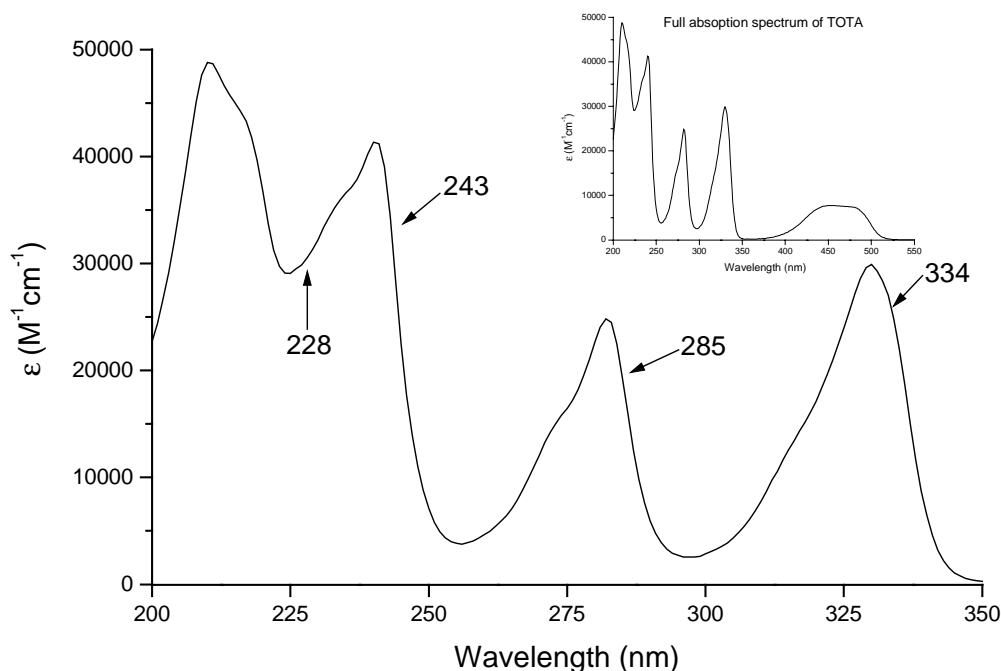 Full absoption spectrum of TOTA
50000
40000
30000
20000
10000
0
ε (M⁻¹cm⁻¹)
200 250 300 350 400 450 500 550
Wavelength (nm)
50000
40000
30000
20000
10000
0
ε (M⁻¹cm⁻¹)
243
228
285
334
200 225 250 275 300 325 350
Wavelength (nm)